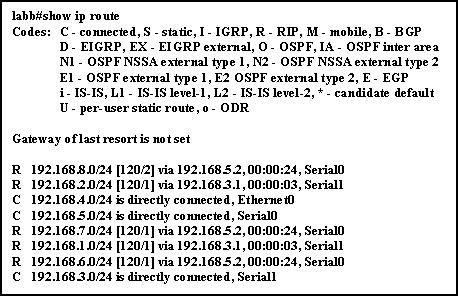 labb#show ip route
Codes: C - connected, S - static, I - IGRP, R - RIP, M - mobile, B - BGP
D - EIGRP, EX - EIGRP external, O - OSPF, IA - OSPF inter area
N1 - OSPF NSSA external type 1, N2 - OSPF NSSA external type 2
E1 - OSPF external type 1, E2 OSPF external type 2, E - EGP
i - IS-IS, L1 - IS-IS level-1, L2 - IS-IS level-2, * - candidate default
U - per-user static route, o - ODR
Gateway of last resort is not set
R 192.168.8.0/24 [120/2] via 192.168.5.2, 00:00:24, Serial0
R 192.168.2.0/24 [120/1] via 192.168.3.1, 00:00:03, Serial1
C 192.168.4.0/24 is directly connected, Ethernet0
C 192.168.5.0/24 is directly connected, Serial0
R 192.168.7.0/24 [120/1] via 192.168.5.2, 00:00:24, Serial0
R 192.168.1.0/24 [120/1] via 192.168.3.1, 00:00:03, Serial1
R 192.168.6.0/24 [120/1] via 192.168.5.2, 00:00:24, Serial0
C 192.168.3.0/24 is directly connected, Serial1